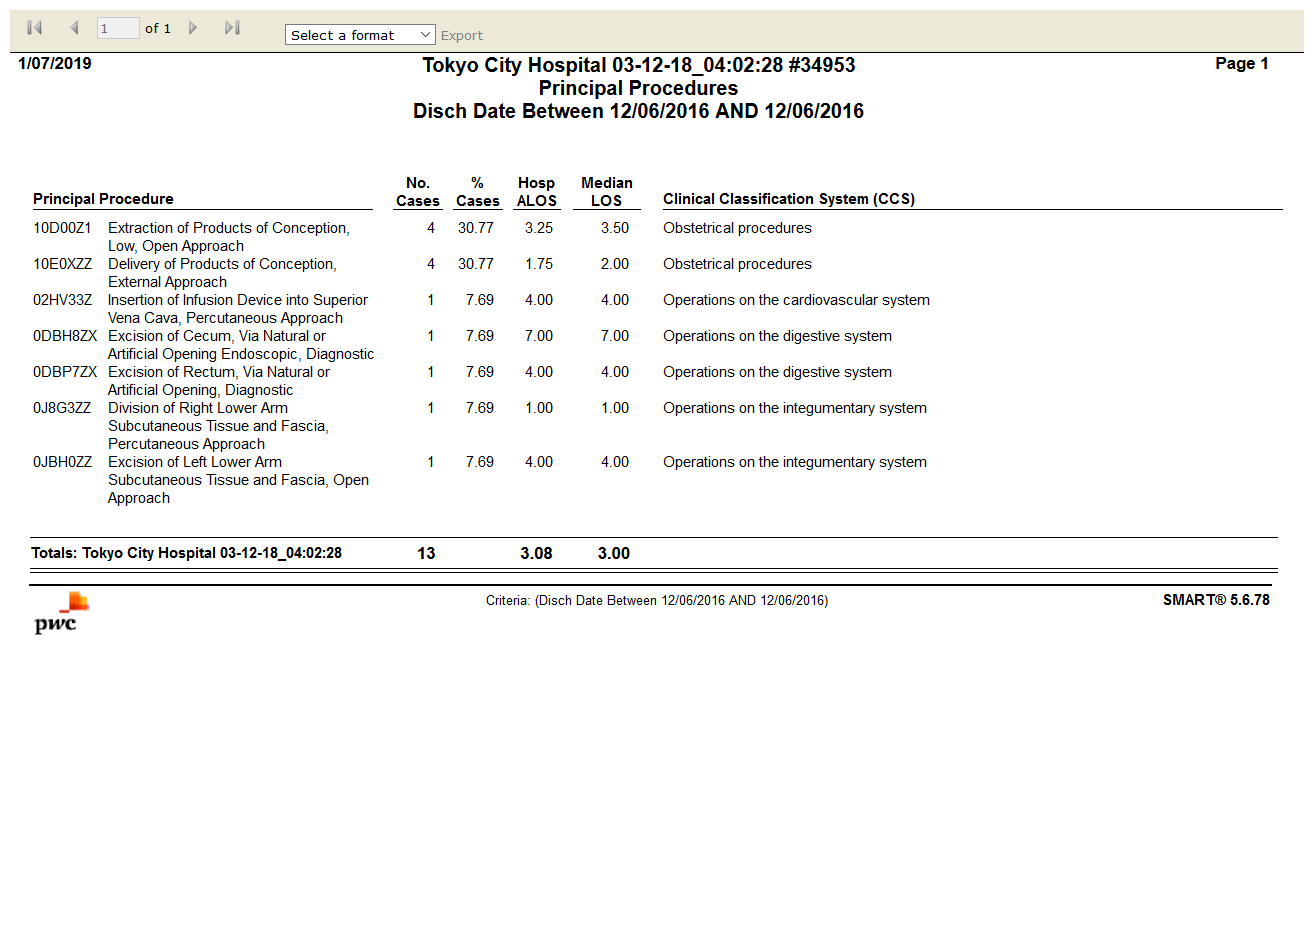 1 of 1 Select a format Export
1/07/2019 Tokyo City Hospital 03-12-18_04:02:28 #34953 Page 1
Principal Procedures
Disch Date Between 12/06/2016 AND 12/06/2016
No. % Hosp Median
Principal Procedure Cases Cases ALOS LOS Clinical Classification System (CCS)
10D00Z1 Extraction of Products of Conception, 4 30.77 3.25 3.50 Obstetrical procedures
Low, Open Approach
10E0XZZ Delivery of Products of Conception, 4 30.77 1.75 2.00 Obstetrical procedures
External Approach
02HV33Z Insertion of Infusion Device into Superior 1 7.69 4.00 4.00 Operations on the cardiovascular system
Vena Cava, Percutaneous Approach
0DBH8ZX Excision of Cecum, Via Natural or 1 7.69 7.00 7.00 Operations on the digestive system
Artificial Opening Endoscopic, Diagnostic
0DBP7ZX Excision of Rectum, Via Natural or 1 7.69 4.00 4.00 Operations on the digestive system
Artificial Opening, Diagnostic
0J8G3ZZ Division of Right Lower Arm 1 7.69 1.00 1.00 Operations on the integumentary system
Subcutaneous Tissue and Fascia,
Percutaneous Approach
0JBH0ZZ Excision of Left Lower Arm 1 7.69 4.00 4.00 Operations on the integumentary system
Subcutaneous Tissue and Fascia, Open
Approach
Totals: Tokyo City Hospital 03-12-18_04:02:28 13 3.08 3.00
Criteria: (Disch Date Between 12/06/2016 AND 12/06/2016) SMART® 5.6.78
pwc